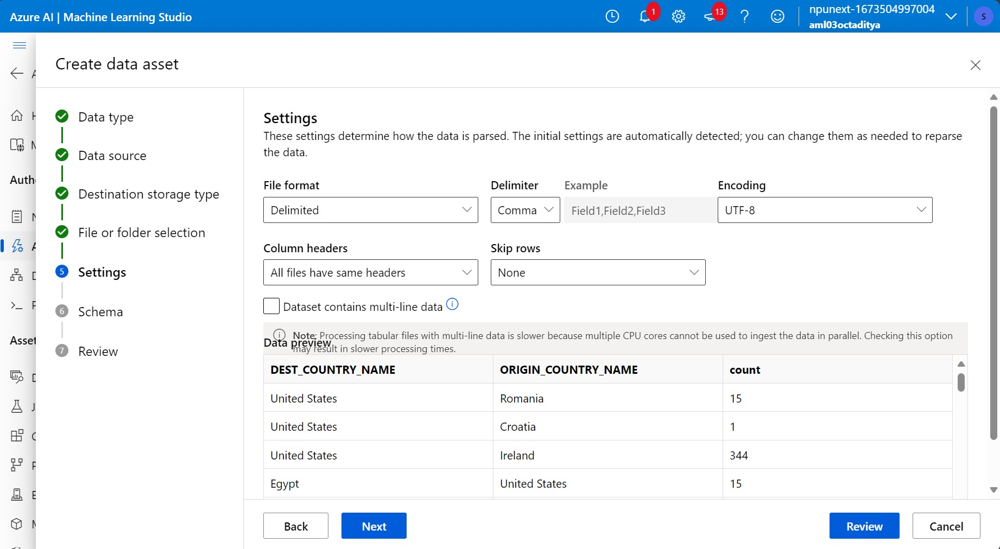 Azure AI | Machine Learning Studio
1
13
npunext-1673504997004
aml03octaditya
S
Create data asset
Data type
Data source
Destination storage type
File or folder selection
5 Settings
6 Schema
7 Review
Settings
These settings determine how the data is parsed. The initial settings are automatically detected; you can change them as needed to reparse
the data.
File format Delimiter Example Encoding
Delimited Comma Field1,Field2,Field3 UTF-8
Column headers Skip rows
All files have same headers None
Dataset contains multi-line data
Note: Processing tabular files with multi-line data is slower because multiple CPU cores cannot be used to ingest the data in parallel. Checking this option
Data preview
may result in slower processing times.
DEST_COUNTRY_NAME ORIGIN_COUNTRY_NAME count
United States Romania 15
United States Croatia 1
United States Ireland 344
Egypt United States 15
Back Next Review Cancel